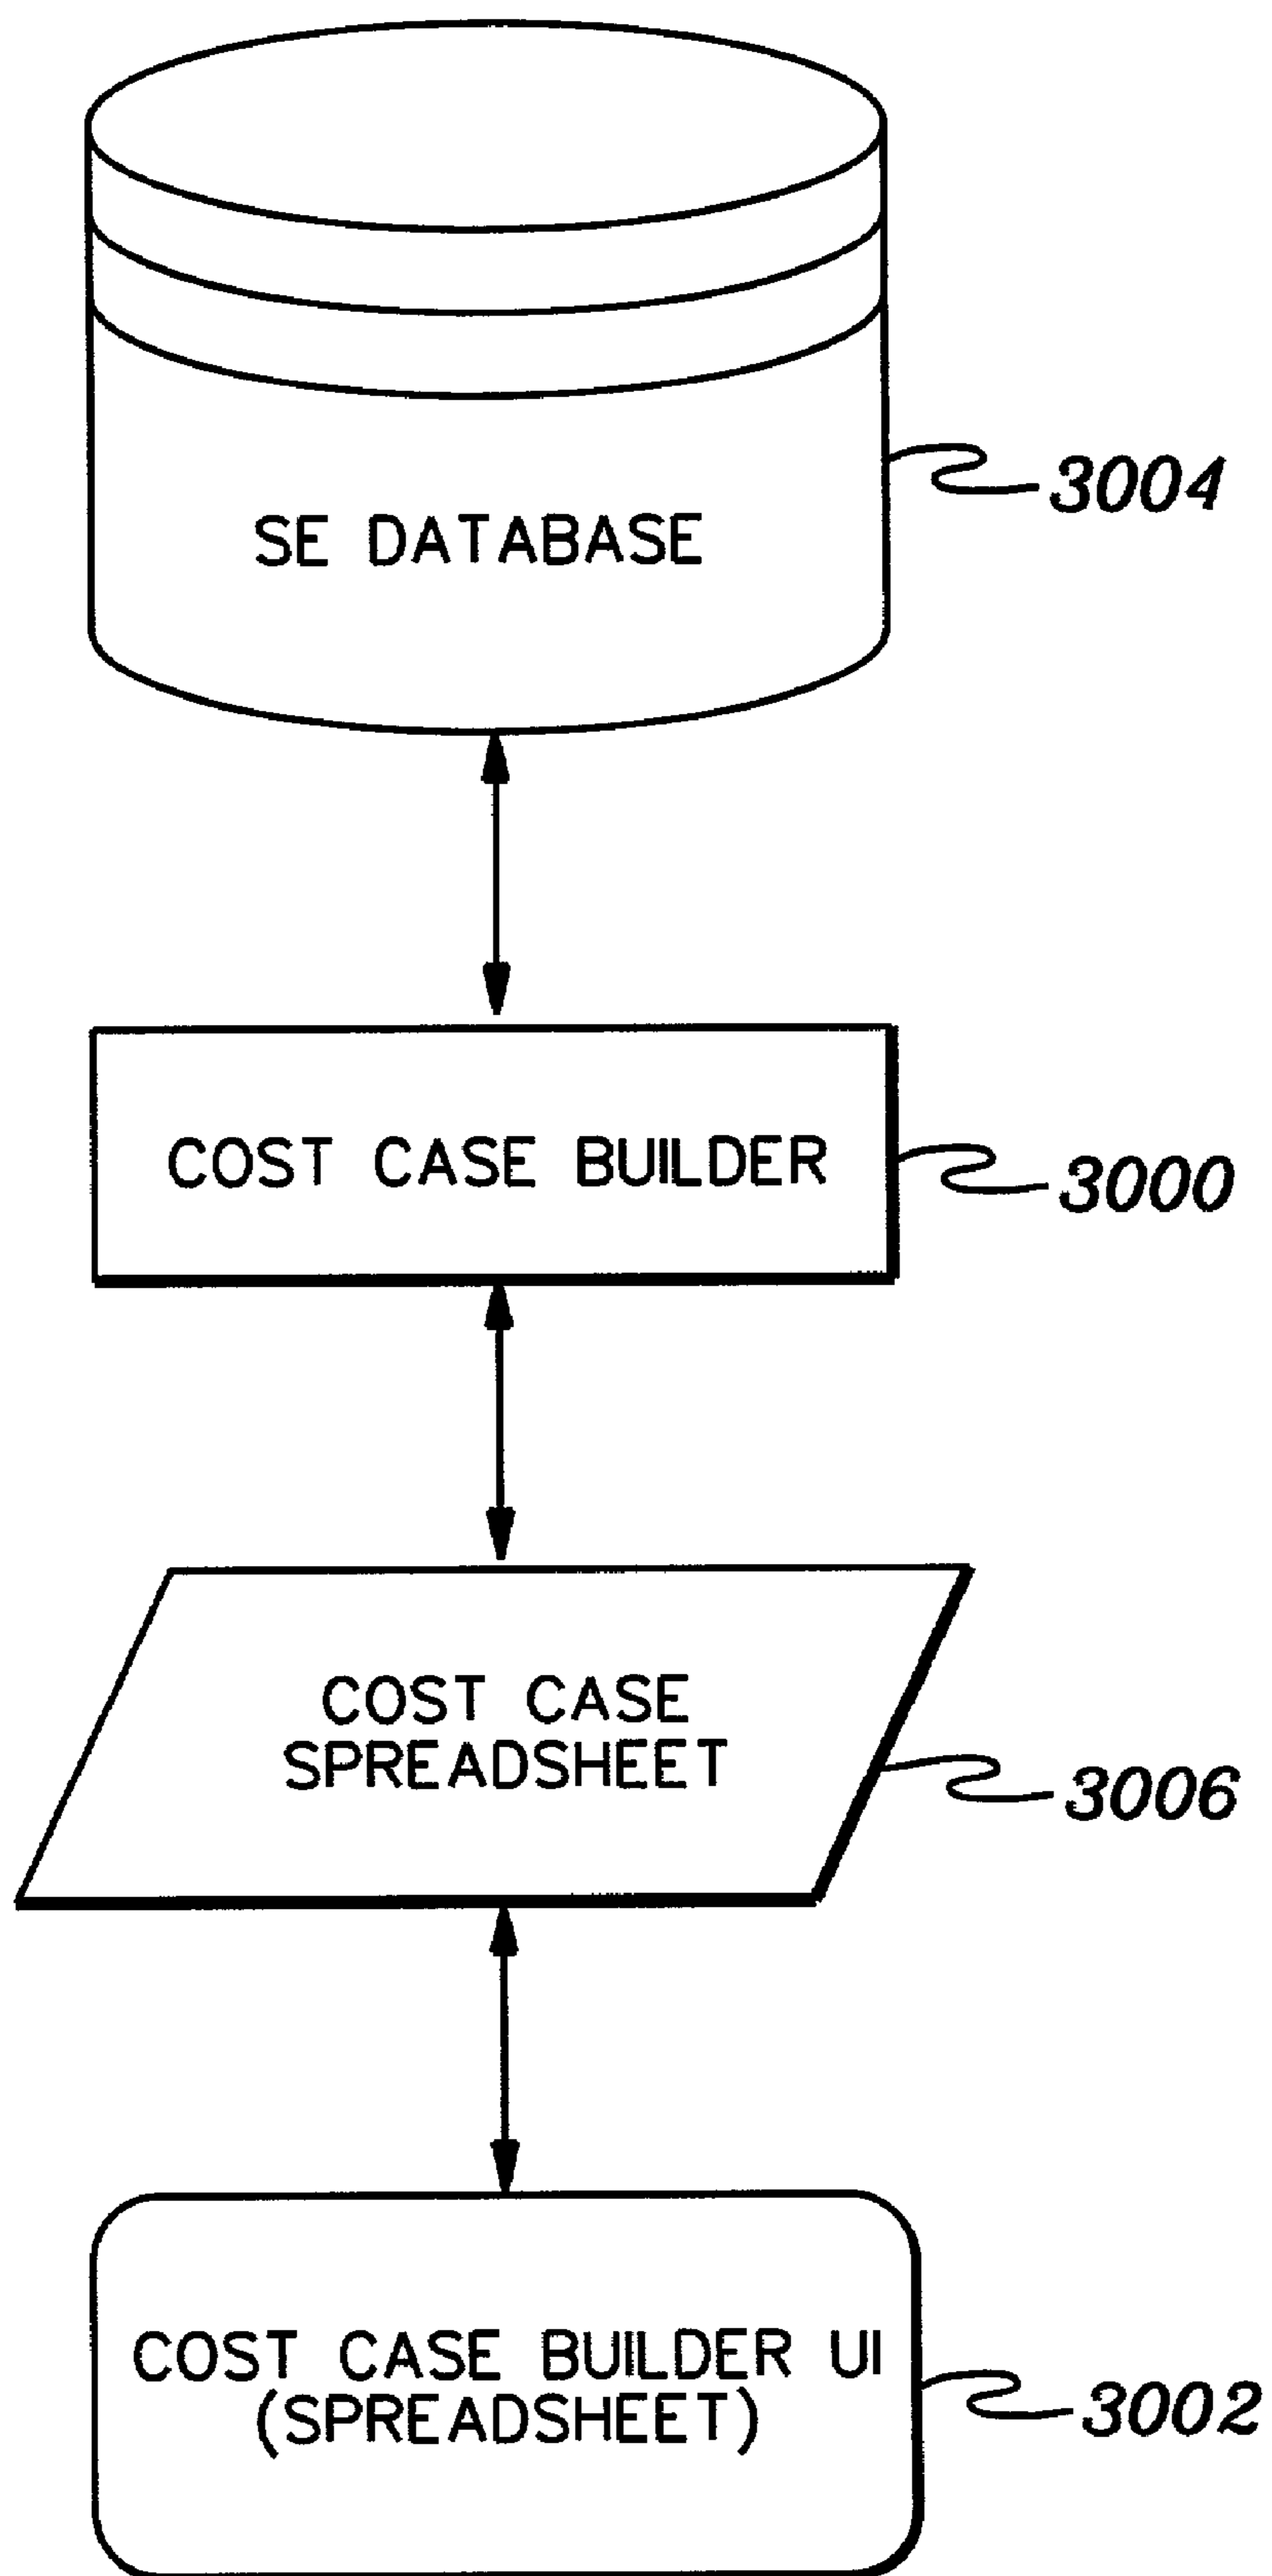 SE DATABASE
3004
COST CASE BUILDER
3000
COST CASE
SPREADSHEET
3006
COST CASE BUILDER UI
(SPREADSHEET)
3002